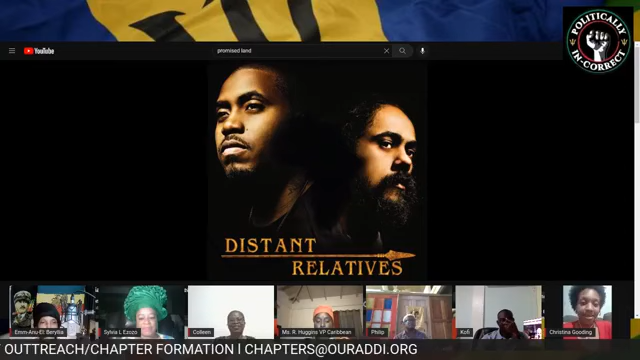 YouTube
promised land
POLITICALLY
IN-CORRECT
DISTANT
RELATIVES
Sylvia L Ezozo
Colleen
Ms. R. Huggins VP Caribbean
Philip
Kofi
Christina Gooding
OUTTREACH/CHAPTER FORMATION I CHAPTERS@OURADDI.ORG